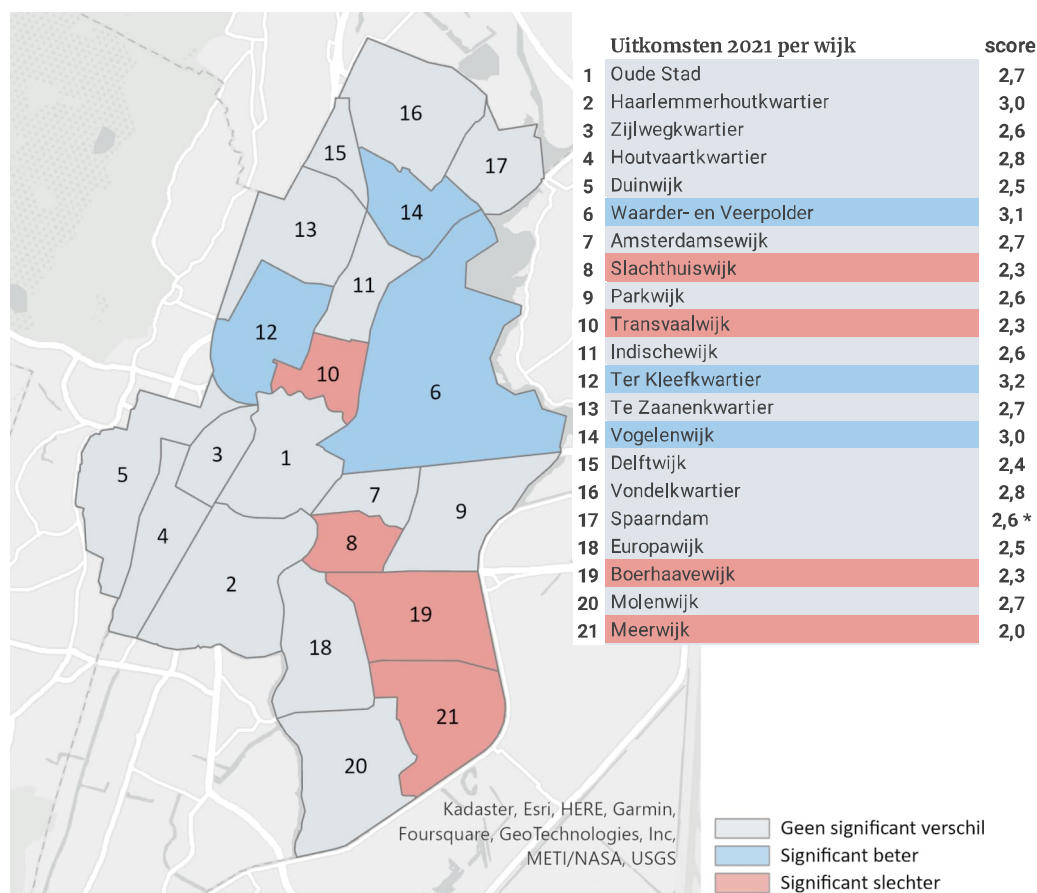 Uitkomsten 2021 per wijk score
1 Oude Stad 2,7
2 Haarlemmerhoutkwartier 3,0
3 Zijlwegkwartier 2,6
4 Houtvaartkwartier 2,8
5 Duinwijk 2,5
6 Waarder- en Veerpolder 3,1
7 Amsterdamsewijk 2,7
8 Slachthuiswijk 2,3
9 Parkwijk 2,6
10 Transvaalwijk 2,3
11 Indischewijk 2,6
12 Ter Kleefkwartier 3,2
13 Te Zaanenkwartier 2,7
14 Vogelenwijk 3,0
15 Delftwijk 2,4
16 Vondelkwartier 2,8
17 Spaarndam 2,6 *
18 Europawijk 2,5
19 Boerhaavewijk 2,3
20 Molenwijk 2,7
21 Meerwijk 2,0
16
15
17
14
13
11
12
10
6
5
3
1
7
9
4
8
2
19
18
21
20
Kadaster, Esri, HERE, Garmin,
Foursquare, GeoTechnologies, Inc,
METI/NASA, USGS
Geen significant verschil
Significant beter
Significant slechter